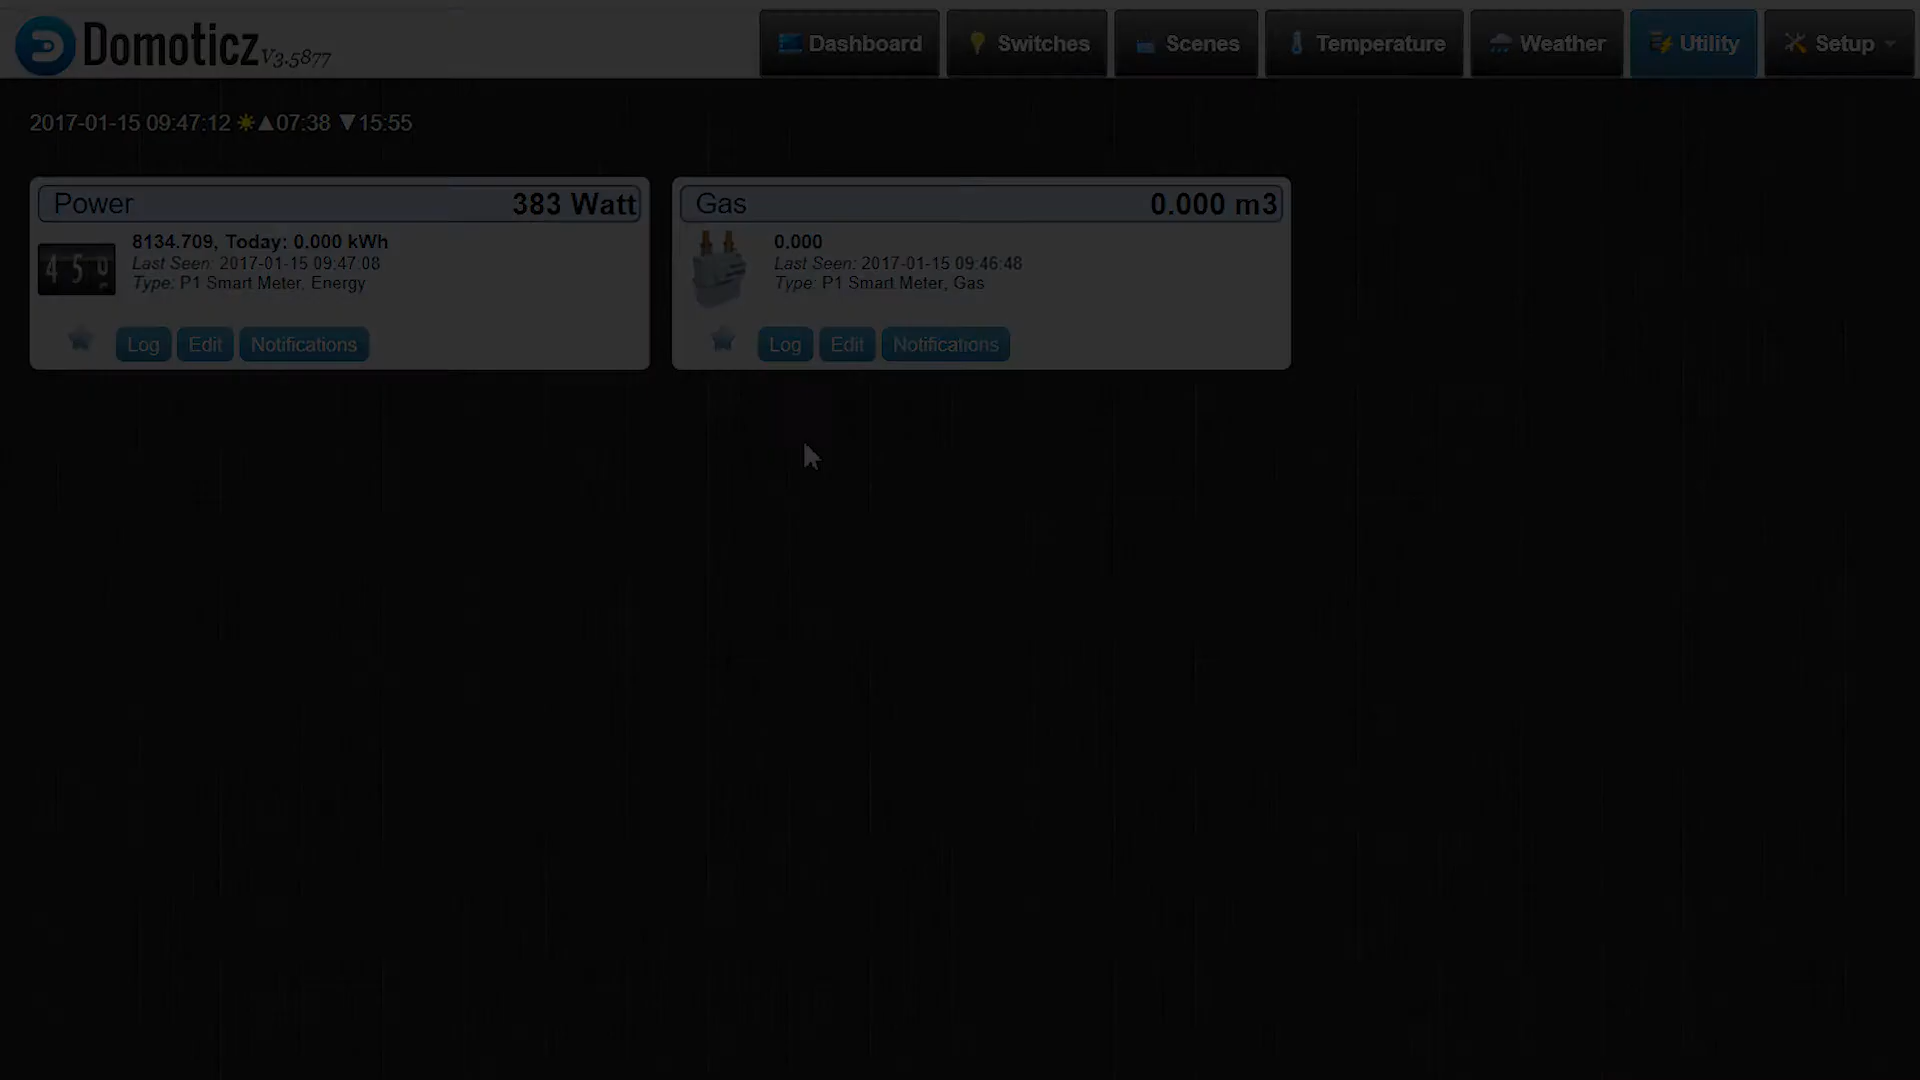 Domoticz V3.5877
Dashboard
Switches
Scenes
Temperature
Weather
Utility
Setup
2017-01-15 09:47:12 ☀▲07:38 ▼15:55
Power 383 Watt
8134.709, Today: 0.000 kWh
Last Seen: 2017-01-15 09:47:08
Type: P1 Smart Meter, Energy
Log Edit Notifications
Gas 0.000 m3
0.000
Last Seen: 2017-01-15 09:46:48
Type: P1 Smart Meter, Gas
Log Edit Notifications